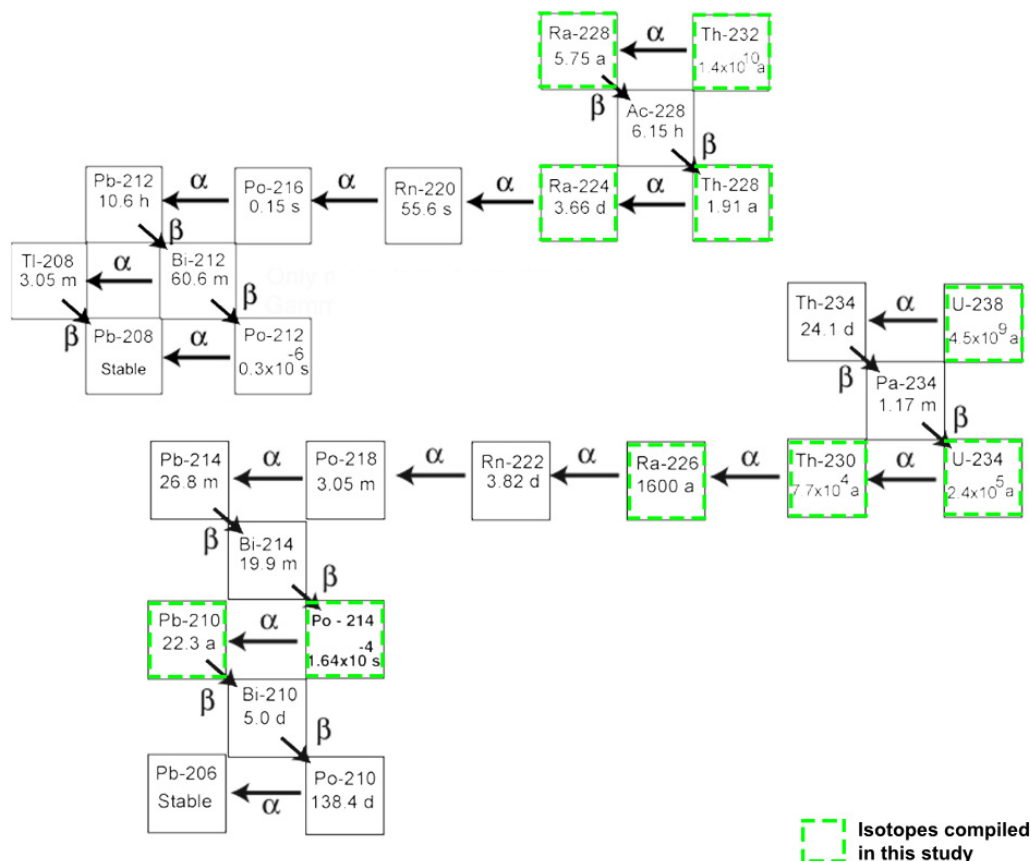 Ra-228
5.75 a
α
Th-232
1.4x10^10 a
β
Ac-228
6.15 h
β
Pb-212
10.6 h
α
Po-216
0.15 s
α
Rn-220
55.6 s
α
Ra-224
3.66 d
α
Th-228
1.91 a
β
Tl-208
3.05 m
α
Bi-212
60.6 m
β
β
Pb-208
Stable
α
Po-212
0.3x10^-6 s
Th-234
24.1 d
α
U-238
4.5x10^9 a
β
Pa-234
1.17 m
β
Pb-214
26.8 m
α
Po-218
3.05 m
α
Rn-222
3.82 d
α
Ra-226
1600 a
α
Th-230
7.7x10^4 a
α
U-234
2.4x10^5 a
β
Bi-214
19.9 m
β
Pb-210
22.3 a
α
Po - 214
1.64x10^-4 s
β
Bi-210
5.0 d
β
Pb-206
Stable
α
Po-210
138.4 d
Isotopes compiled
in this study